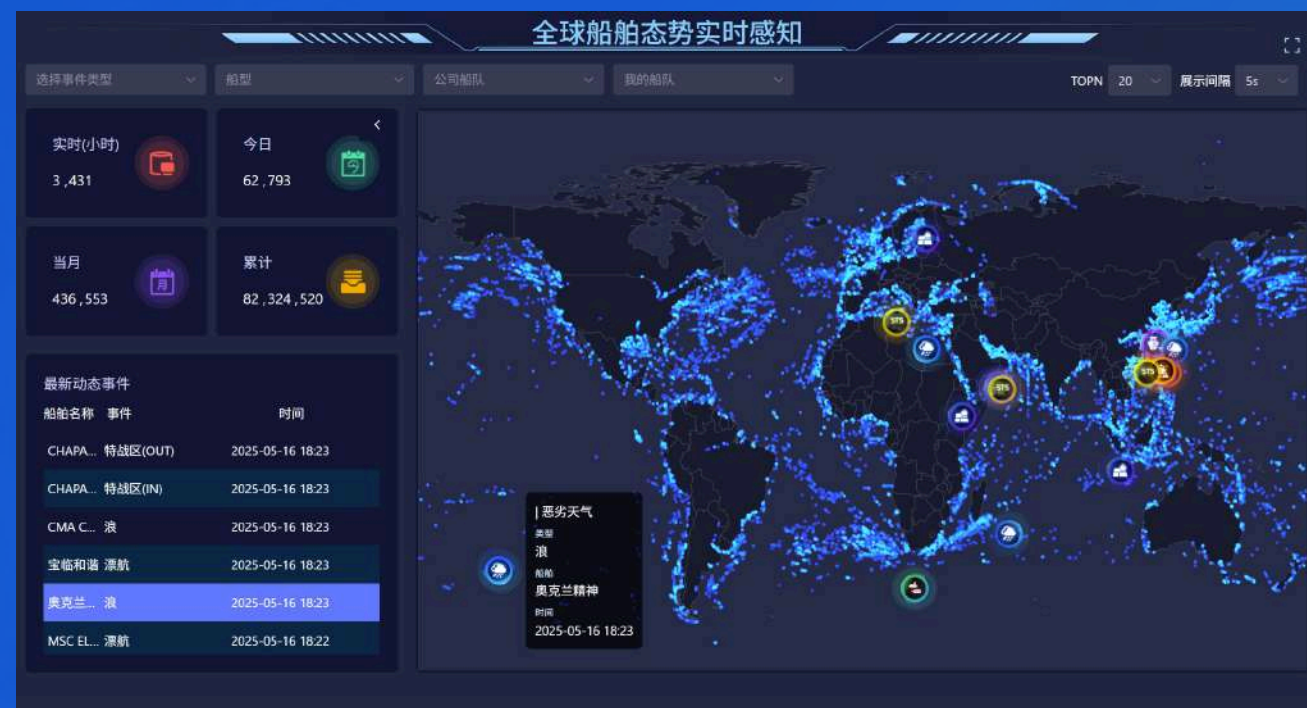 全球船舶态势实时感知
选择事件类型 船型 公司船队 我的船队 TOPN 20 展示间隔 5s
实时(小时)
3,431
今日
62,793
当月
436,553
月
累计
82,324,520
最新动态事件
船舶名称 事件 时间
CHAPA... 特战区(OUT) 2025-05-16 18:23
CHAPA... 特战区(IN) 2025-05-16 18:23
CMA C... 浪 2025-05-16 18:23
宝临和谐 漂航 2025-05-16 18:23
奥克兰... 浪 2025-05-16 18:23
MSC EL... 漂航 2025-05-16 18:22
STS
STS
STS
| 恶劣天气
类型
浪
船舶
奥克兰精神
时间
2025-05-16 18:23